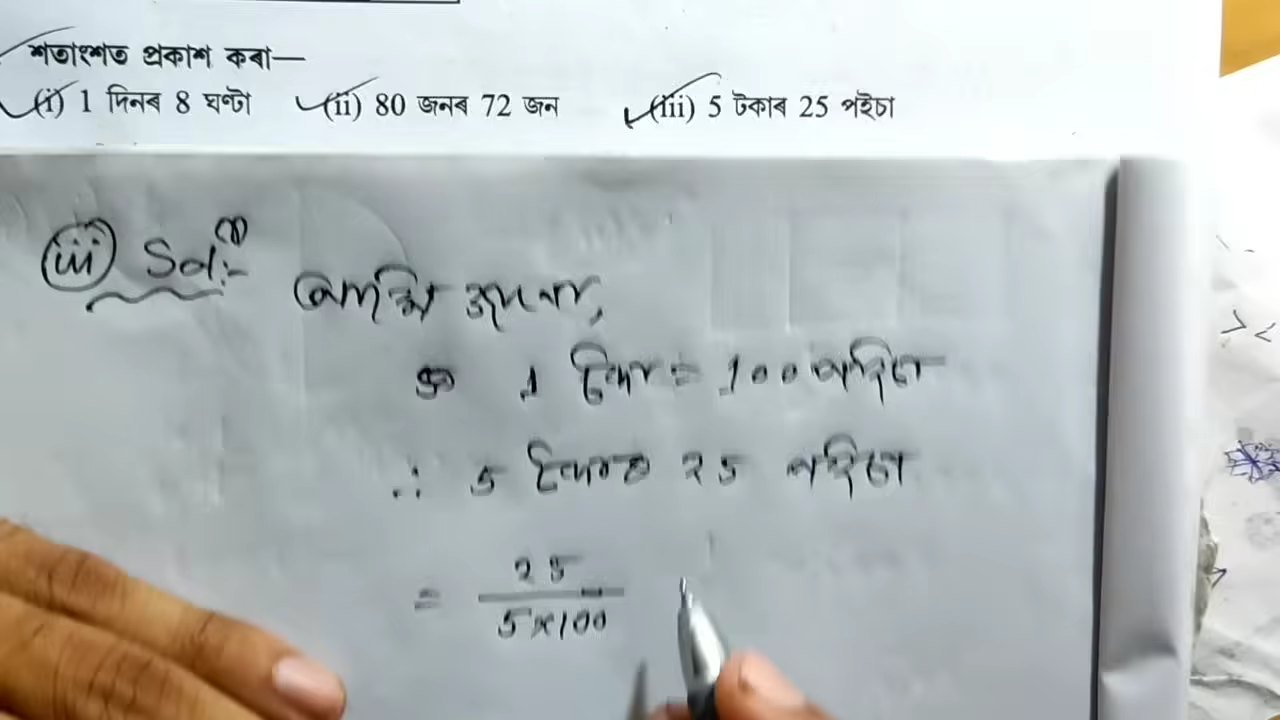 শতাংশত প্ৰকাশ কৰা—
(i) 1 দিনৰ 8 ঘণ্টা (ii) 80 জনৰ 72 জন (iii) 5 টকাৰ 25 পইচা
(iii) Solⁿ:-
আমি জানো,
1 টকা = 100 পইচা
∴ 5 টকাৰ 25 পইচা
= 25
5×100